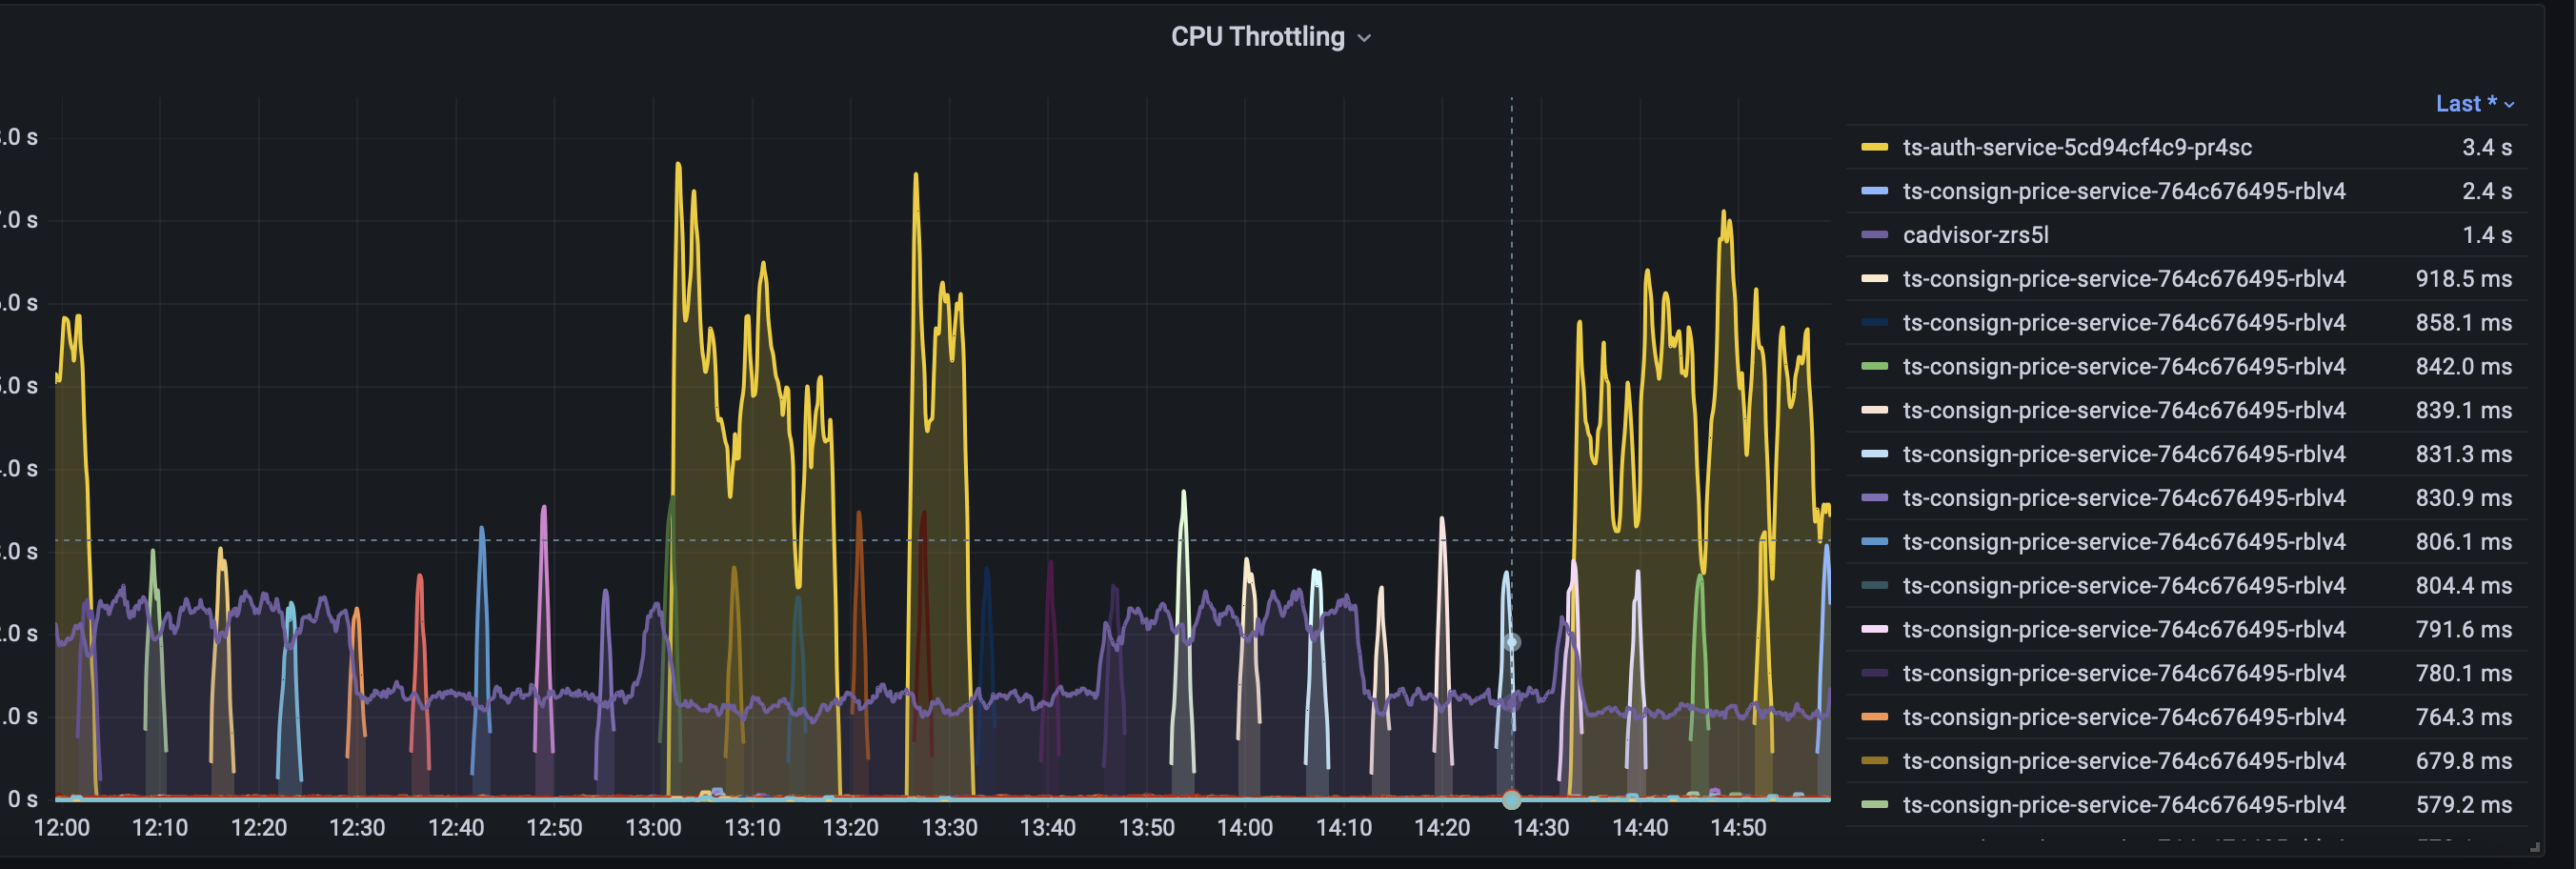 CPU Throttling
Last *
.0 s
.0 s
.0 s
.0 s
.0 s
.0 s
.0 s
.0 s
0 s
12:00 12:10 12:20 12:30 12:40 12:50 13:00 13:10 13:20 13:30 13:40 13:50 14:00 14:10 14:20 14:30 14:40 14:50
ts-auth-service-5cd94cf4c9-pr4sc 3.4 s
ts-consign-price-service-764c676495-rblv4 2.4 s
cadvisor-zrs5l 1.4 s
ts-consign-price-service-764c676495-rblv4 918.5 ms
ts-consign-price-service-764c676495-rblv4 858.1 ms
ts-consign-price-service-764c676495-rblv4 842.0 ms
ts-consign-price-service-764c676495-rblv4 839.1 ms
ts-consign-price-service-764c676495-rblv4 831.3 ms
ts-consign-price-service-764c676495-rblv4 830.9 ms
ts-consign-price-service-764c676495-rblv4 806.1 ms
ts-consign-price-service-764c676495-rblv4 804.4 ms
ts-consign-price-service-764c676495-rblv4 791.6 ms
ts-consign-price-service-764c676495-rblv4 780.1 ms
ts-consign-price-service-764c676495-rblv4 764.3 ms
ts-consign-price-service-764c676495-rblv4 679.8 ms
ts-consign-price-service-764c676495-rblv4 579.2 ms